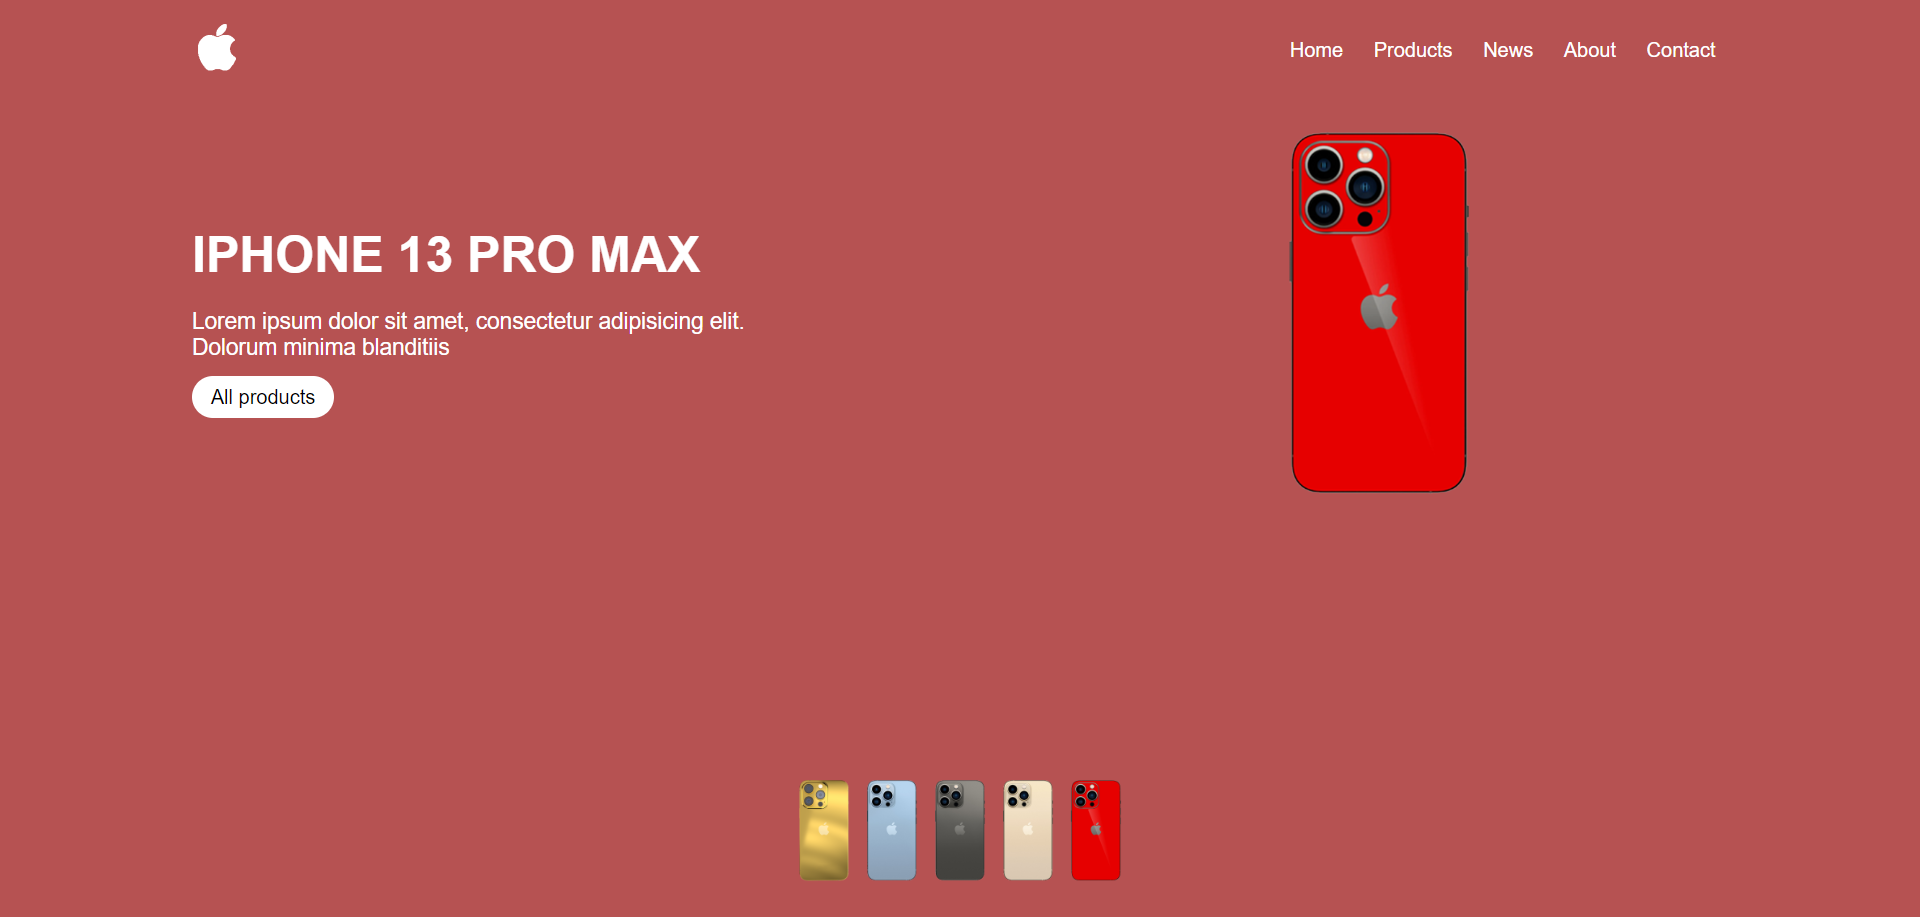 Home Products News About Contact
IPHONE 13 PRO MAX
Lorem ipsum dolor sit amet, consectetur adipisicing elit.
Dolorum minima blanditiis
All products